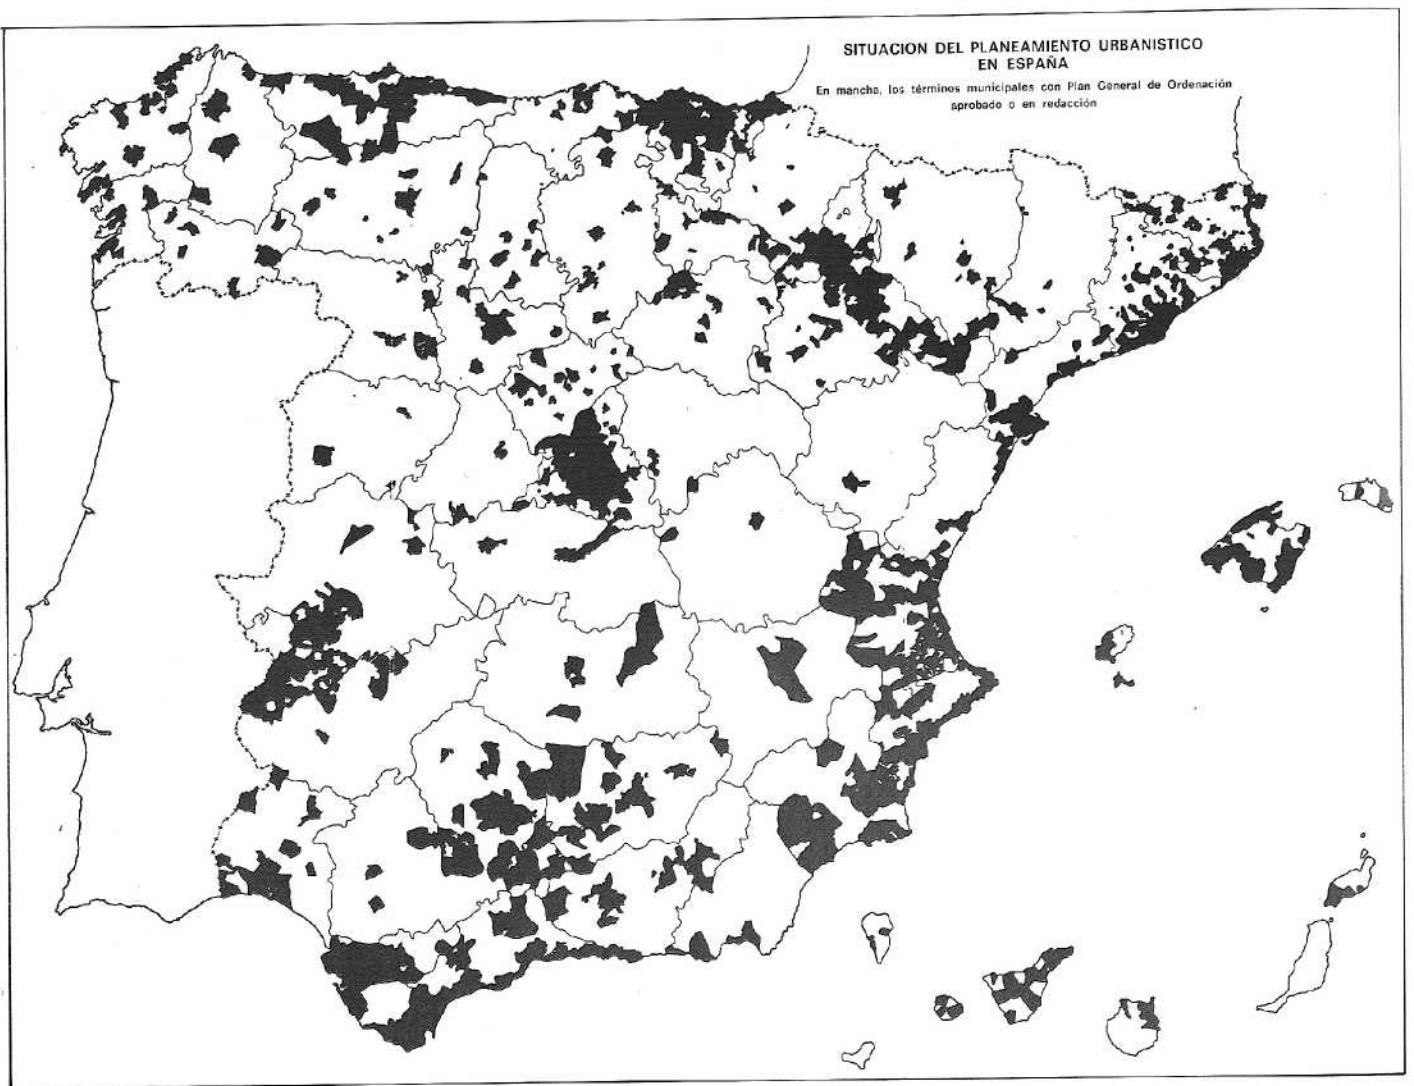 SITUACION DEL PLANEAMIENTO URBANISTICO
EN ESPAÑA
En mancha, los términos municipales con Plan General de Ordenación
aprobado o en redacción